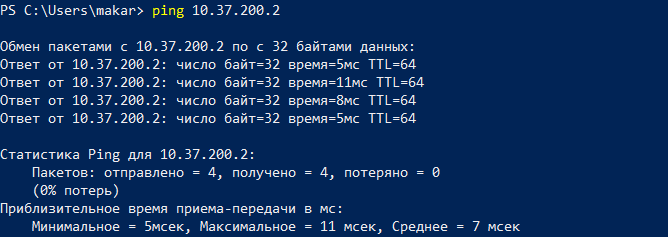 PS C:\Users\makar> ping 10.37.200.2
Обмен пакетами с 10.37.200.2 по с 32 байтами данных:
Ответ от 10.37.200.2: число байт=32 время=5мс TTL=64
Ответ от 10.37.200.2: число байт=32 время=11мс TTL=64
Ответ от 10.37.200.2: число байт=32 время=8мс TTL=64
Ответ от 10.37.200.2: число байт=32 время=5мс TTL=64
Статистика Ping для 10.37.200.2:
Пакетов: отправлено = 4, получено = 4, потеряно = 0
(0% потерь)
Приблизительное время приема-передачи в мс:
Минимальное = 5мсек, Максимальное = 11 мсек, Среднее = 7 мсек